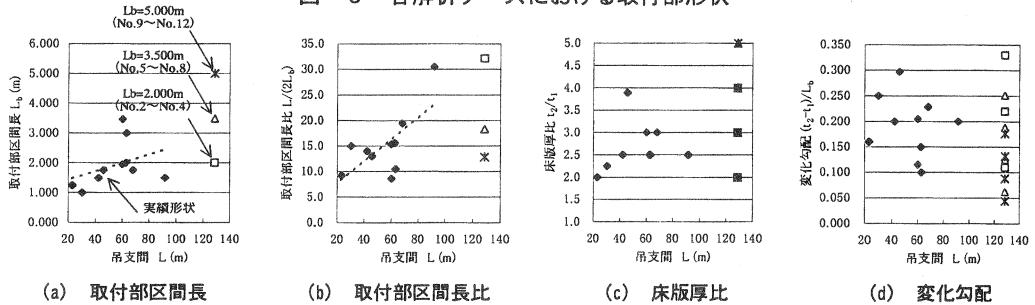 図-3 各解析ケースにおける取付部形状
Lb=5.000m
(No.9～No.12)
Lb=3.500m
(No.5～No.8)
Lb=2.000m
(No.2～No.4)
実績形状
取付部区間長 Lb (m)
6.000
5.000
4.000
3.000
2.000
1.000
0.000
20 40 60 80 100 120 140
吊支間 L (m)
(a) 取付部区間長
取付部区間長比 L/(2Lb)
35.0
30.0
25.0
20.0
15.0
10.0
5.0
0.0
20 40 60 80 100 120 140
吊支間 L (m)
(b) 取付部区間長比
床版厚比 t2/t1
5.0
4.5
4.0
3.5
3.0
2.5
2.0
1.5
1.0
20 40 60 80 100 120 140
吊支間 L (m)
(c) 床版厚比
変化勾配 (t2-t1)/Lb
0.350
0.300
0.250
0.200
0.150
0.100
0.050
0.000
20 40 60 80 100 120 140
吊支間 L (m)
(d) 変化勾配